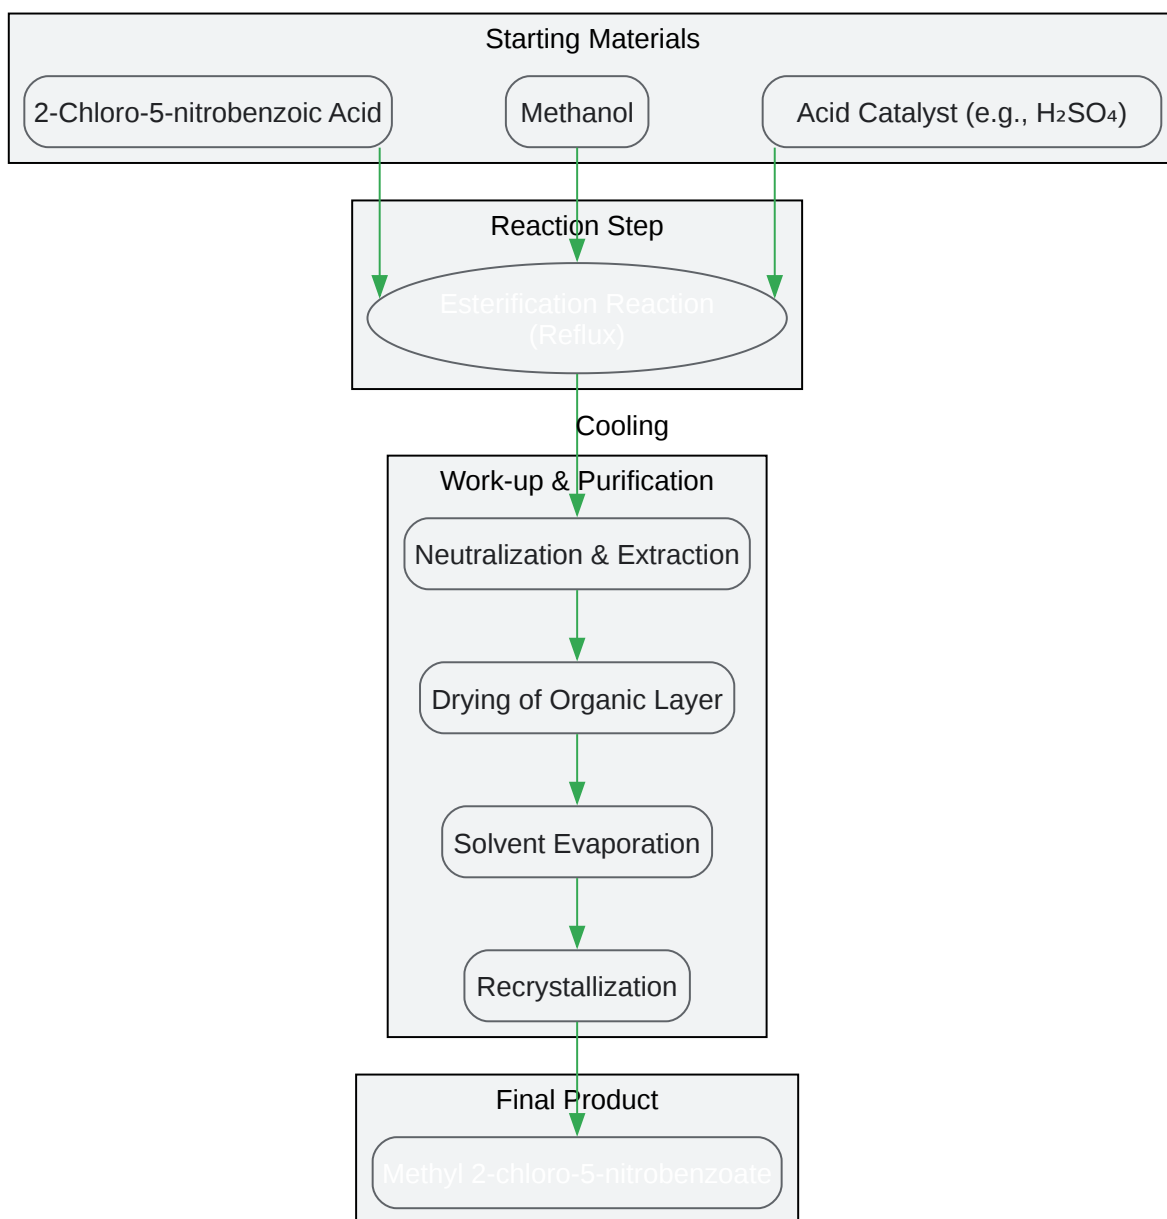 Starting Materials
2-Chloro-5-nitrobenzoic Acid
Methanol
Acid Catalyst (e.g., H₂SO₄)
Reaction Step
Esterification Reaction
(Reflux)
Cooling
Work-up & Purification
Neutralization & Extraction
Drying of Organic Layer
Solvent Evaporation
Recrystallization
Final Product
Methyl 2-chloro-5-nitrobenzoate